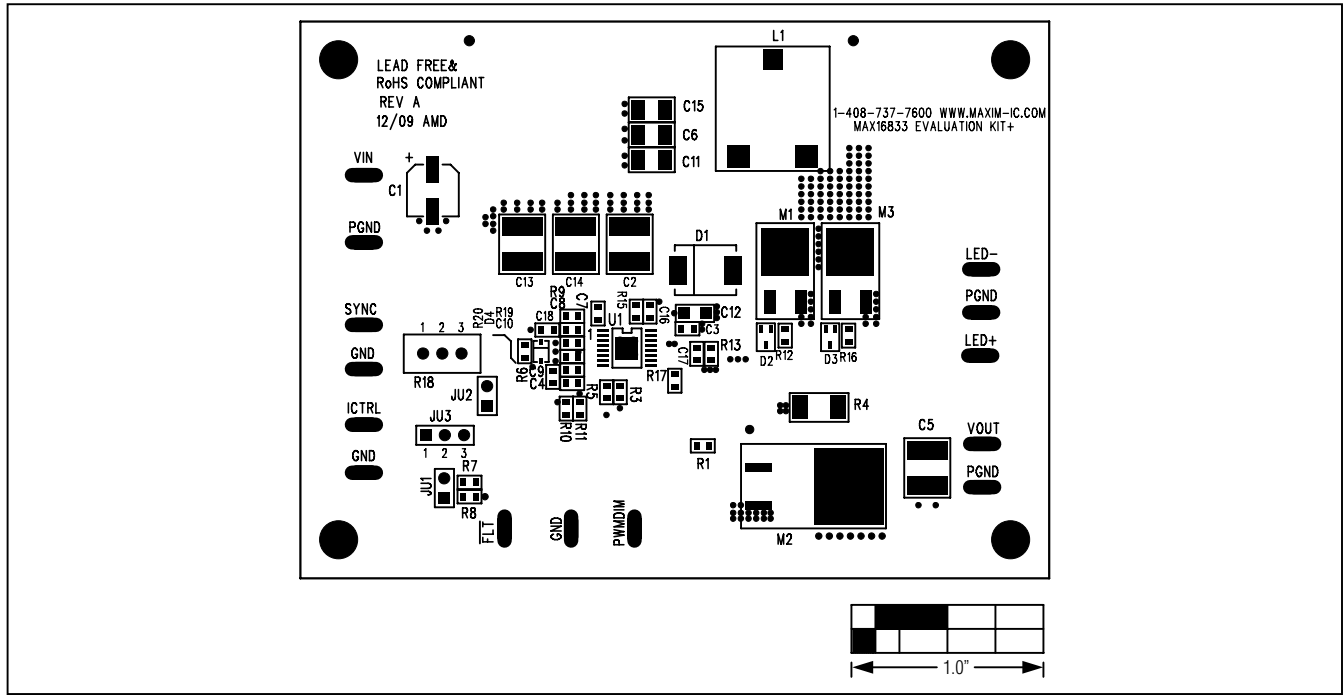 L1
LEAD FREE&
RoHS COMPLIANT
REV A
12/09 AMD
C15
C6
C11
1-408-737-7600 WWW.MAXIM-IC.COM
MAX16833 EVALUATION KIT+
VIN
+
C1
PGND
M1
M3
D1
C13
C14
C2
LED-
PGND
LED+
SYNC
GND
ICTRL
GND
1 2 3
R18
R20
D4
R19
C10
R9
C8
C18
C7
1
U1
R15
C16
C12
C3
C17
R13
D2
R12
D3
R16
R6
C9
C4
R17
R5
R3
R10
R11
JU2
JU3
1 2 3
JU1
R7
R8
R4
C5
VOUT
PGND
R1
M2
FLT
GND
PWMDIM
1.0"